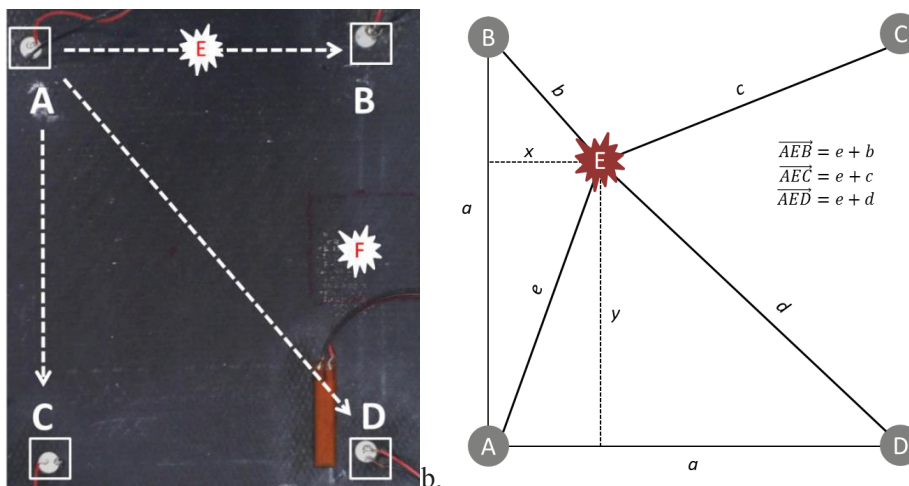 E
A
B
F
C
D
b.
B
C
b
c
x
E
a
e
y
d
A
D
a
AEB = e + b
AEC = e + c
AED = e + d